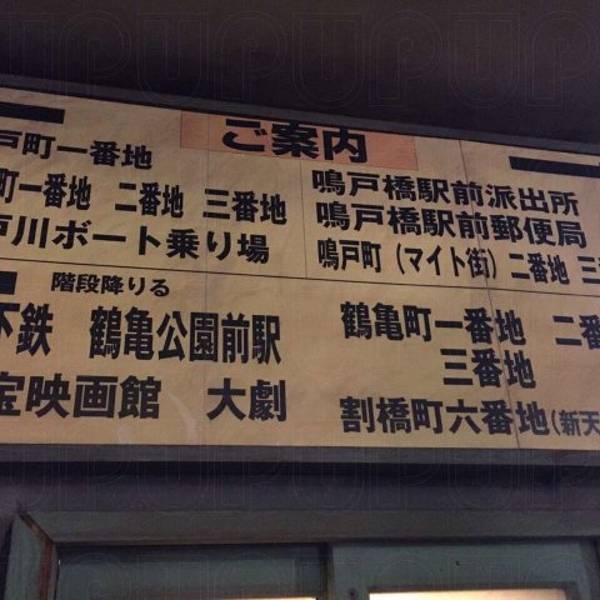 ご案内
戸町一番地
町一番地 二番地 三番地
戸川ボート乗り場
鳴戸橋駅前派出所
鳴戸橋駅前郵便局
鳴戸町（マイト街）二番地 三
階段降りる
下鉄 鶴亀公園前駅
宝映画館 大劇
鶴亀町一番地 二番
三番地
割橋町六番地（新天